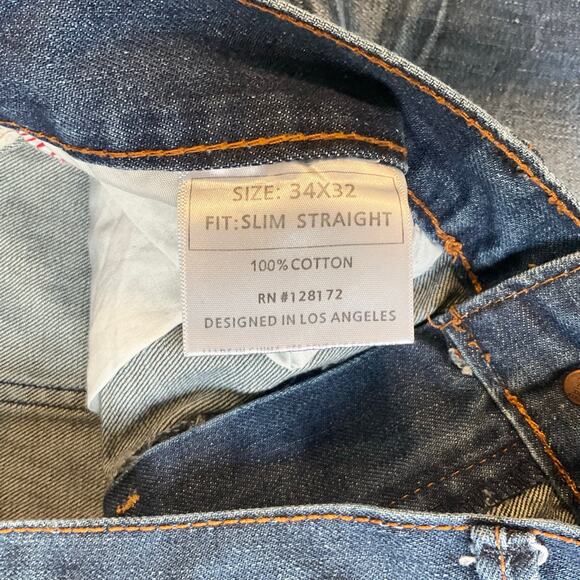 SIZE: 34X32
FIT:SLIM STRAIGHT
100% COTTON
RN #128172
DESIGNED IN LOS ANGELES